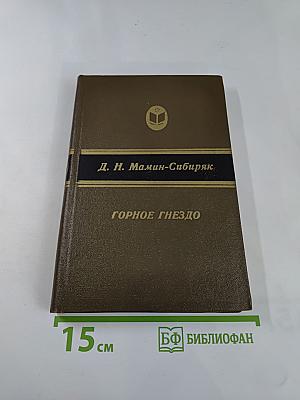 Д. Н. Мамин-Сибиряк
ГОРНОЕ ГНЕЗДО
15 см
БФ БИБЛИОФАН